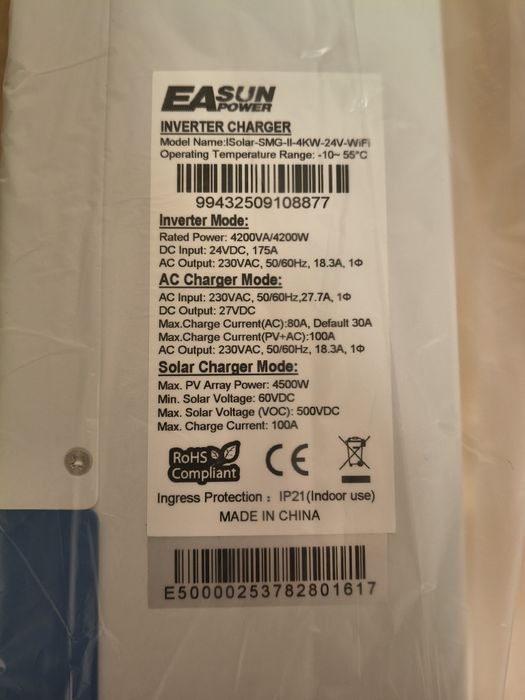 EASUN
POWER
INVERTER CHARGER
Model Name:ISolar-SMG-II-4KW-24V-WiFi
Operating Temperature Range: -10~ 55°C
99432509108877
Inverter Mode:
Rated Power: 4200VA/4200W
DC Input: 24VDC, 175A
AC Output: 230VAC, 50/60Hz, 18.3A, 1Φ
AC Charger Mode:
AC Input: 230VAC, 50/60Hz,27.7A, 1Φ
DC Output: 27VDC
Max.Charge Current(AC):80A, Default 30A
Max.Charge Current(PV+AC):100A
AC Output: 230VAC, 50/60Hz, 18.3A, 1Φ
Solar Charger Mode:
Max. PV Array Power: 4500W
Min. Solar Voltage: 60VDC
Max. Solar Voltage (VOC): 500VDC
Max. Charge Current: 100A
RoHS
Compliant
CE
Ingress Protection : IP21(Indoor use)
MADE IN CHINA
E50000253782801617